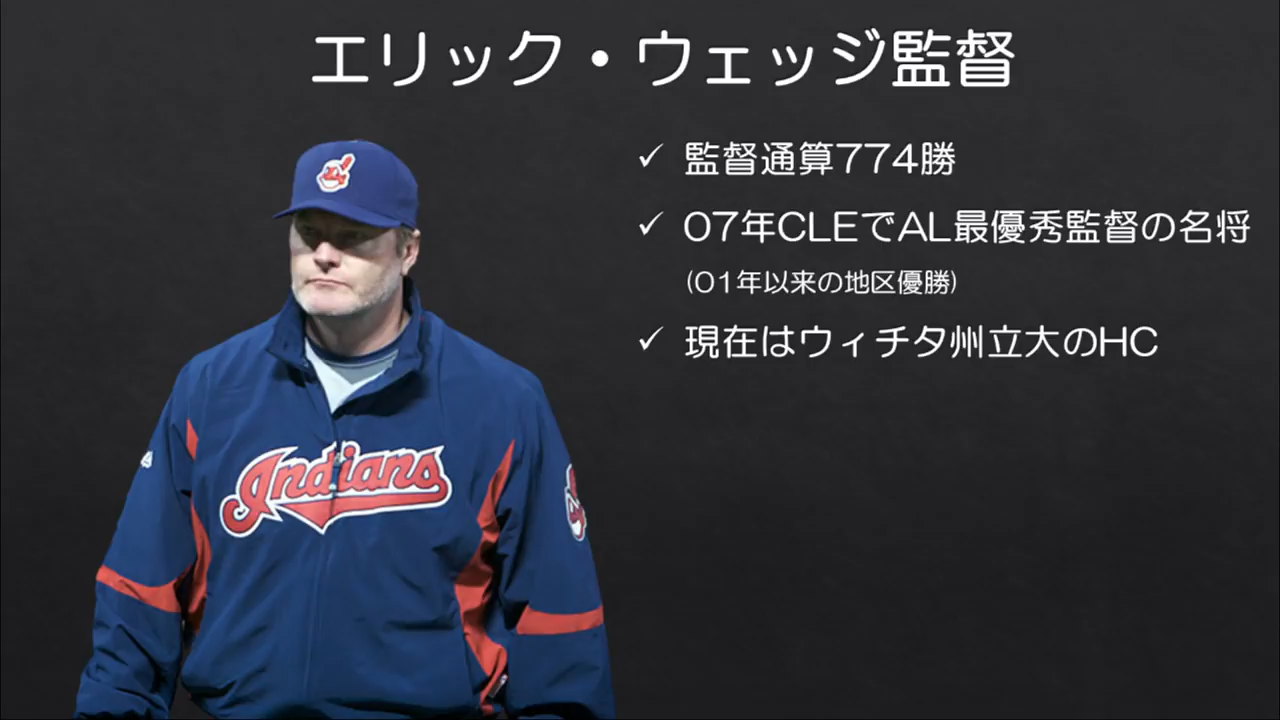 エリック・ウェッジ監督
✓ 監督通算774勝
✓ 07年CLEでAL最優秀監督の名将
(01年以来の地区優勝)
✓ 現在はウィチタ州立大のHC
Indians